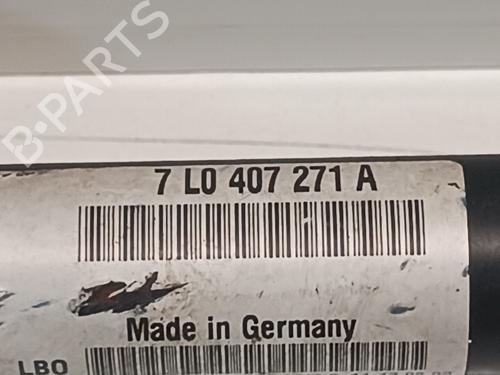 B-PARTS
7 L0 407 271 A
Made in Germany
LBO